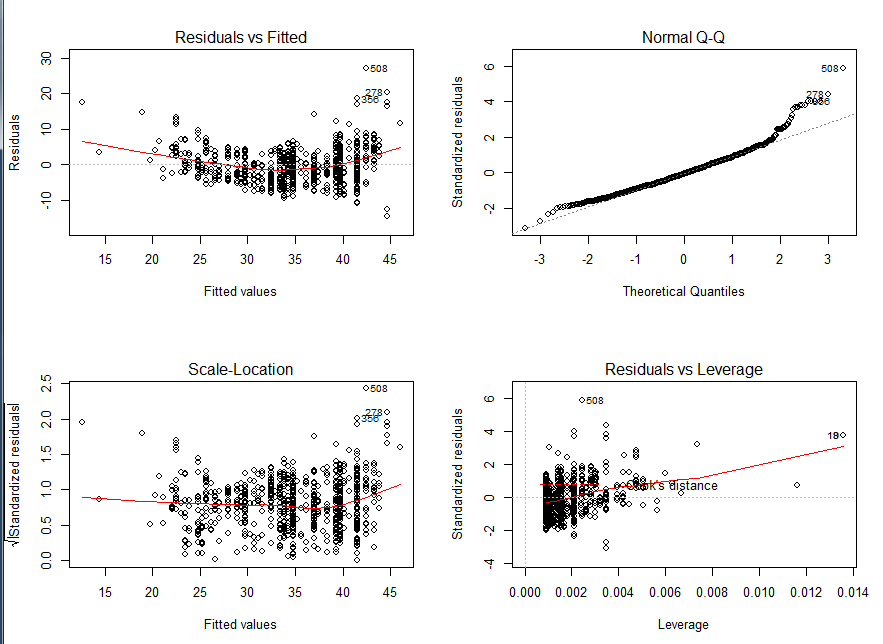 Residuals vs Fitted
Residuals
30
20
10
0
-10
508
278
356
15 20 25 30 35 40 45
Fitted values
Normal Q-Q
Standardized residuals
6
4
2
0
-2
508
278
-3 -2 -1 0 1 2 3
Theoretical Quantiles
Scale-Location
√|Standardized residuals|
2.5
2.0
1.5
1.0
0.5
0.0
508
278
356
15 20 25 30 35 40 45
Fitted values
Residuals vs Leverage
Standardized residuals
6
4
2
0
-2
-4
508
Cook's distance
0.000 0.002 0.004 0.006 0.008 0.010 0.012 0.014
Leverage